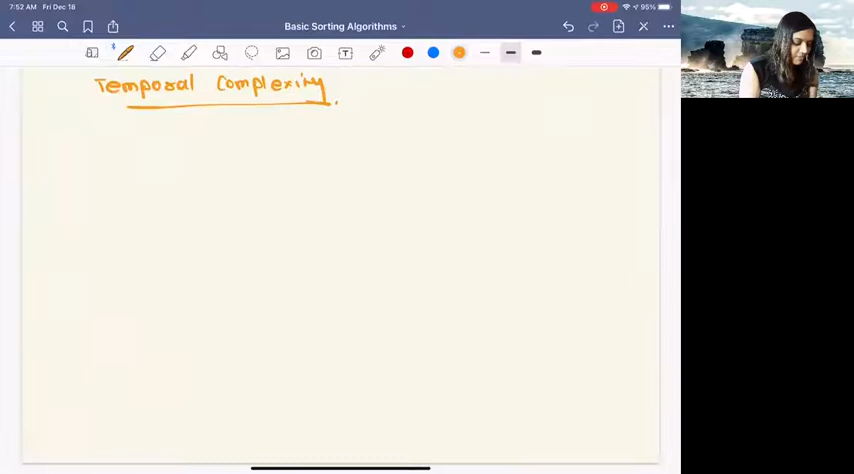 7:52 AM Fri Dec 18
95%
Basic Sorting Algorithms
T
Temporal Complexity